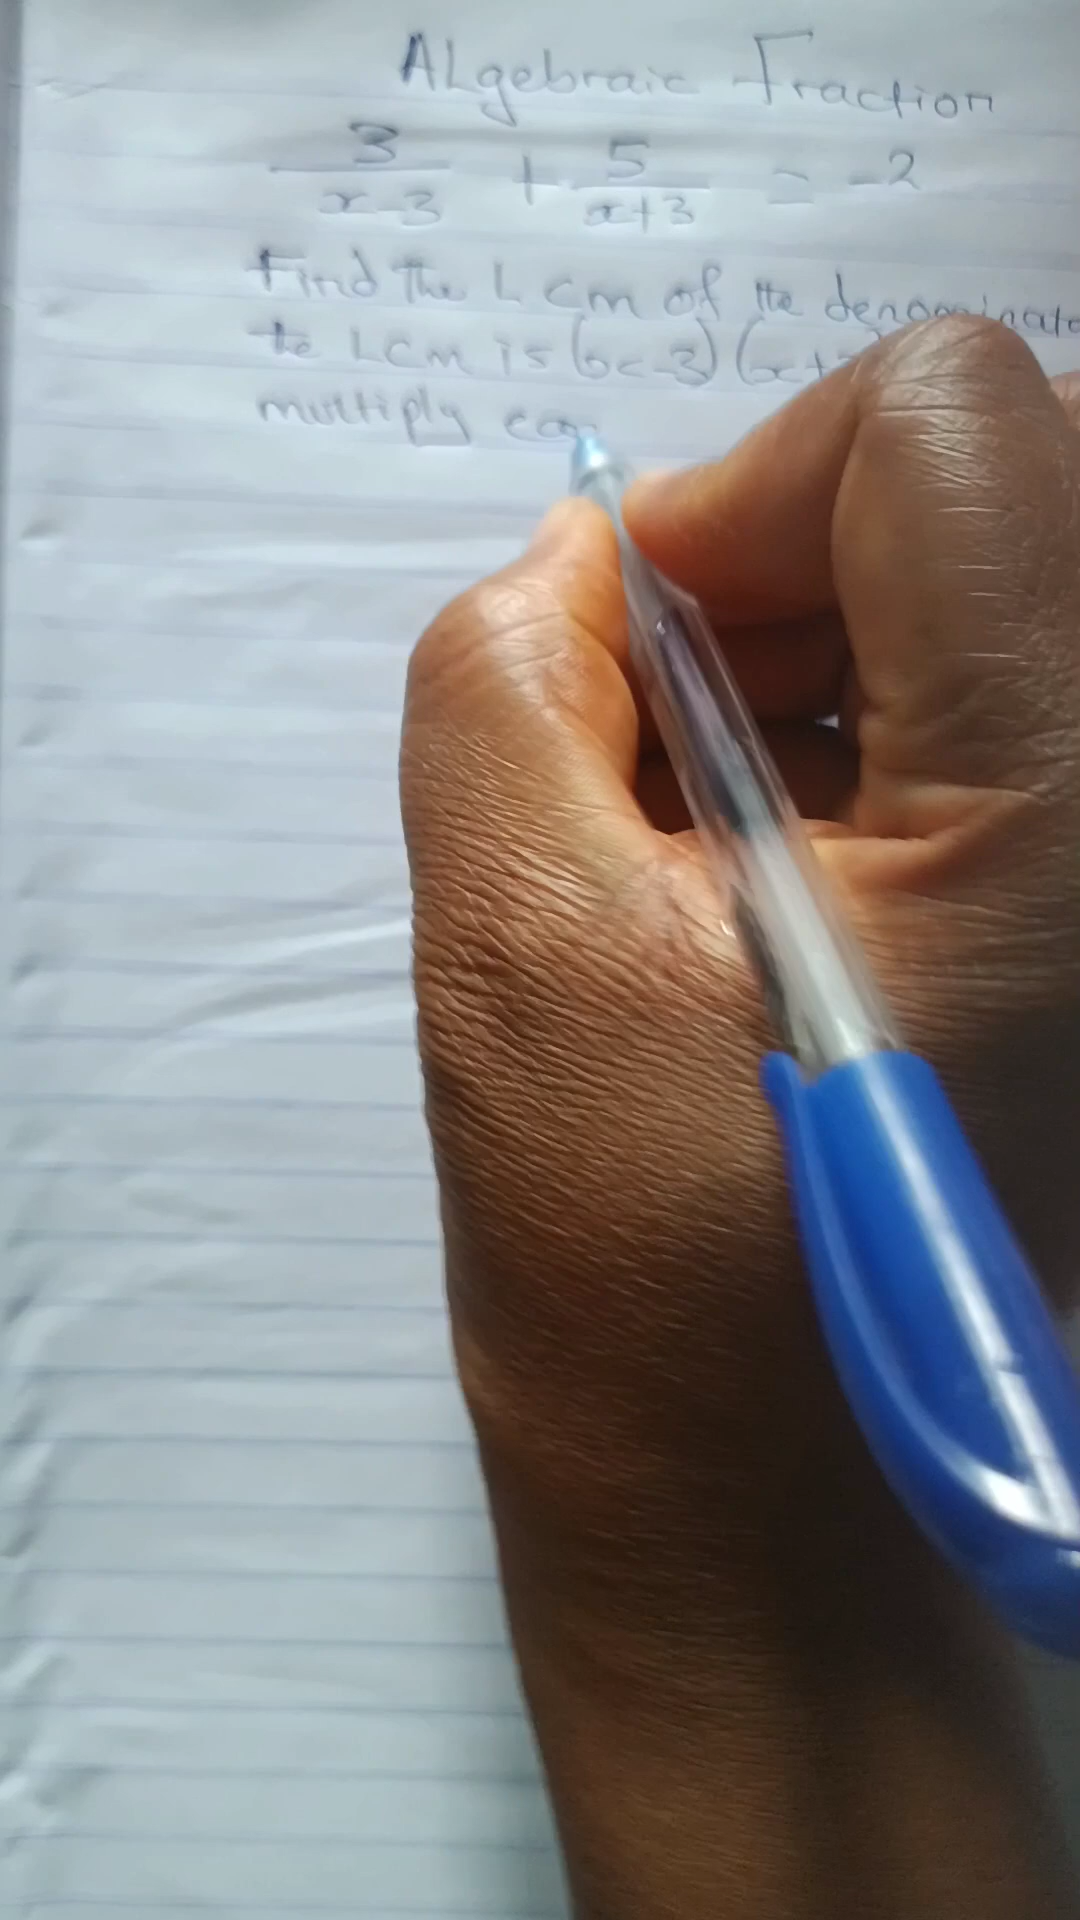 ALgebraic Fraction
3/(x-3) + 5/(x+3) = -2
Find the LCm of the
the LCm is (x-3) (x+
multiply